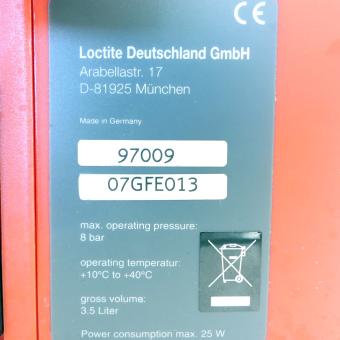 CE
Loctite Deutschland GmbH
Arabellastr. 17
D-81925 München
Made in Germany
97009
07GFE013
max. operating pressure:
8 bar
operating temperatur:
+10°C to +40°C
gross volume:
3.5 Liter
Power consumption max. 25 W